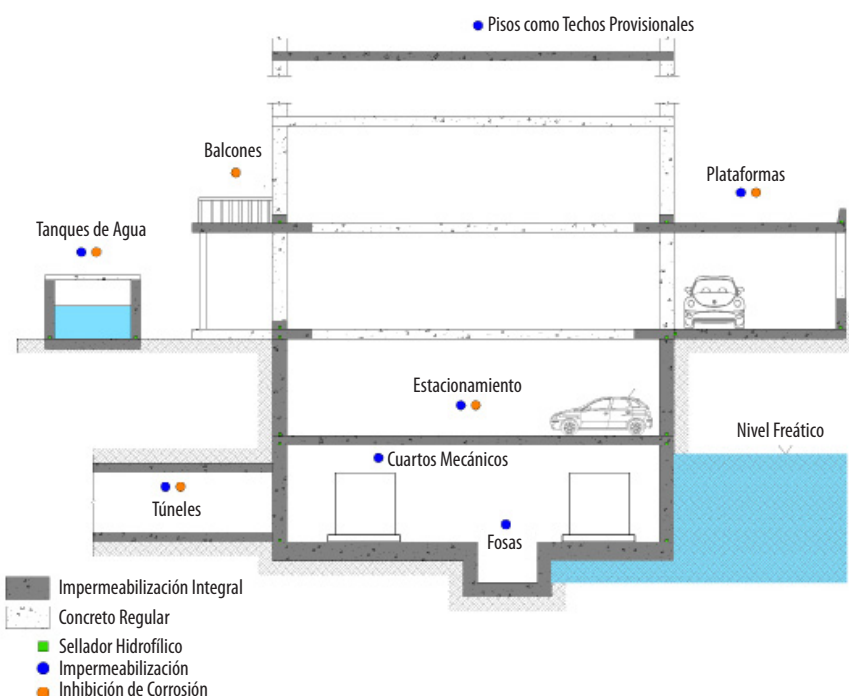 Pisos como Techos Provisionales
Balcones
Plataformas
Tanques de Agua
Estacionamiento
Nivel Freático
Cuartos Mecánicos
Túneles
Fosas
Impermeabilización Integral
Concreto Regular
Sellador Hidrofílico
Impermeabilización
Inhibición de Corrosión